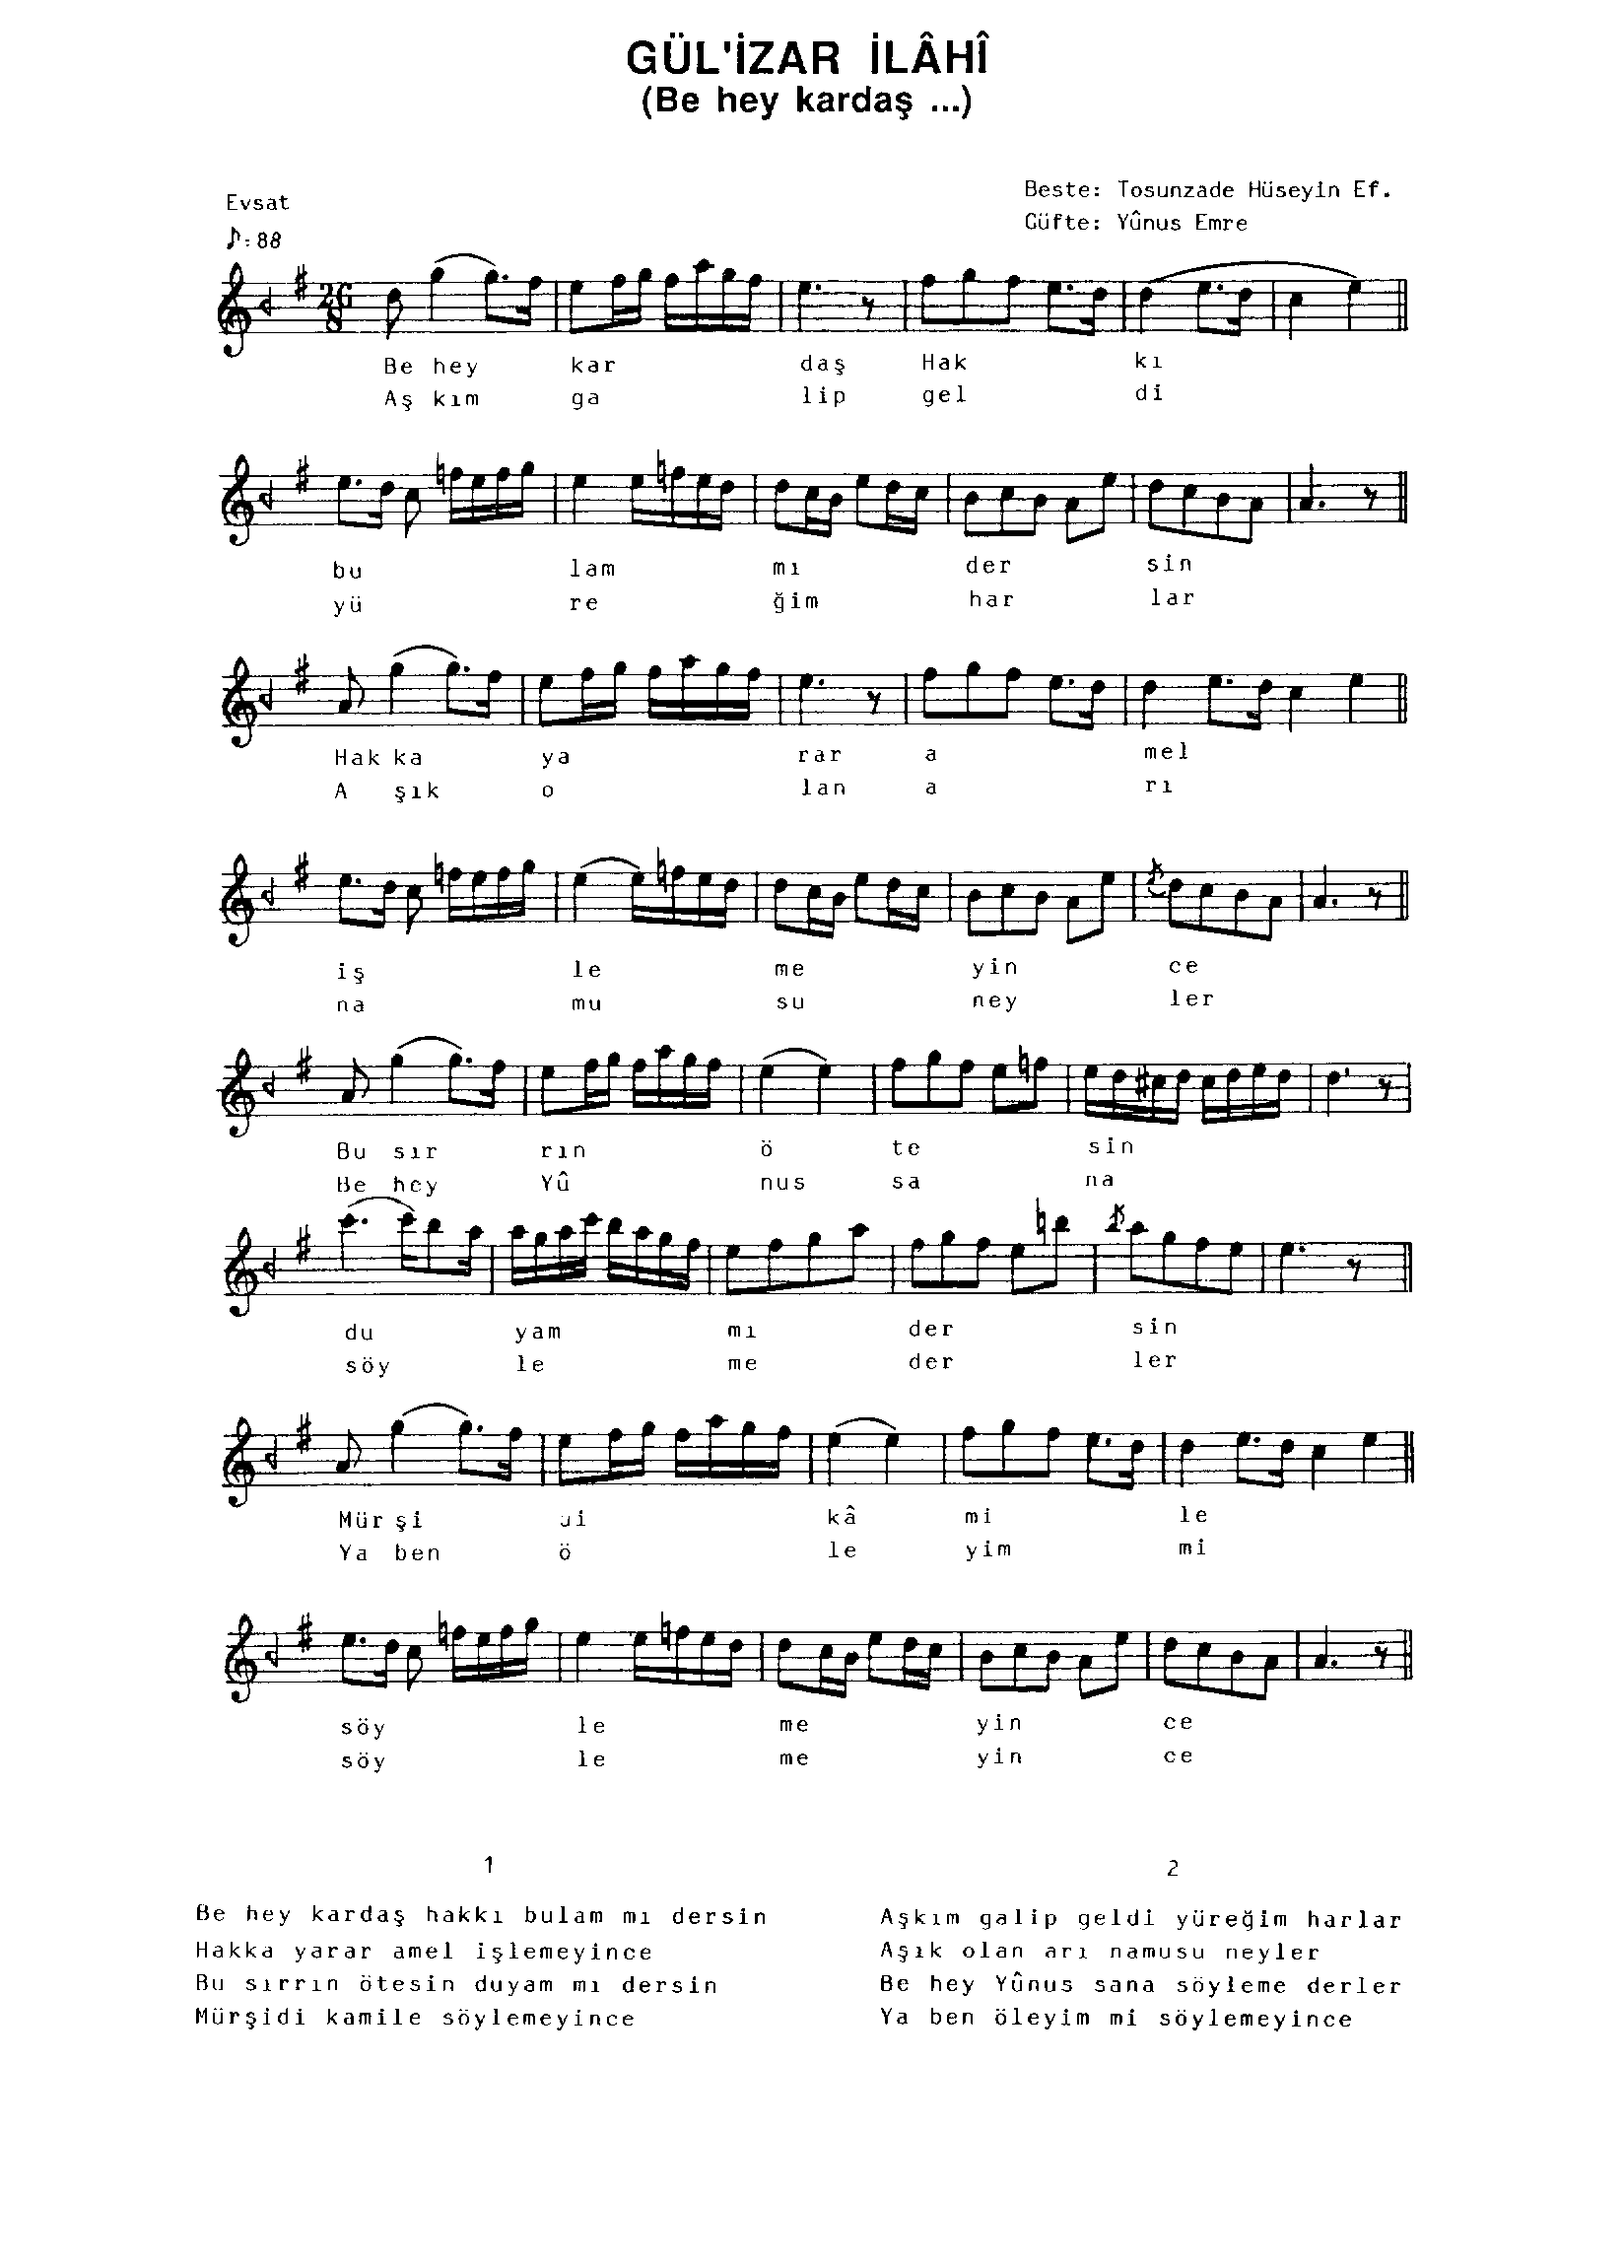 GÜL'İZAR İLÂHÎ
(Be hey kardaş ...)
Evsat
Beste: Tosunzade Hüseyin Ef.
Güfte: Yûnus Emre
♪=88
26
8
Be hey kar daş Hak kı
Aş kım ga lip gel di
bu lam mı der sin
yü re ğim har lar
Hak ka ya rar a mel
A şık o lan a rı
iş le me yin ce
na mu su ney ler
Bu sır rın ö te sin
Be hey Yû nus sa na
du yam mı der sin
söy le me der ler
Mür şi kâ mi le
Ya ben ö le yim mi
söy le me yin ce
söy le me yin ce
1
Be hey kardaş hakkı bulam mı dersin
Hakka yarar amel işlemeyince
Bu sırrın ötesin duyam mı dersin
Mürşidi kamile söylemeyince
2
Aşkım galip geldi yüreğim harlar
Aşık olan arı namusu neyler
Be hey Yûnus sana söyleme derler
Ya ben öleyim mi söylemeyince